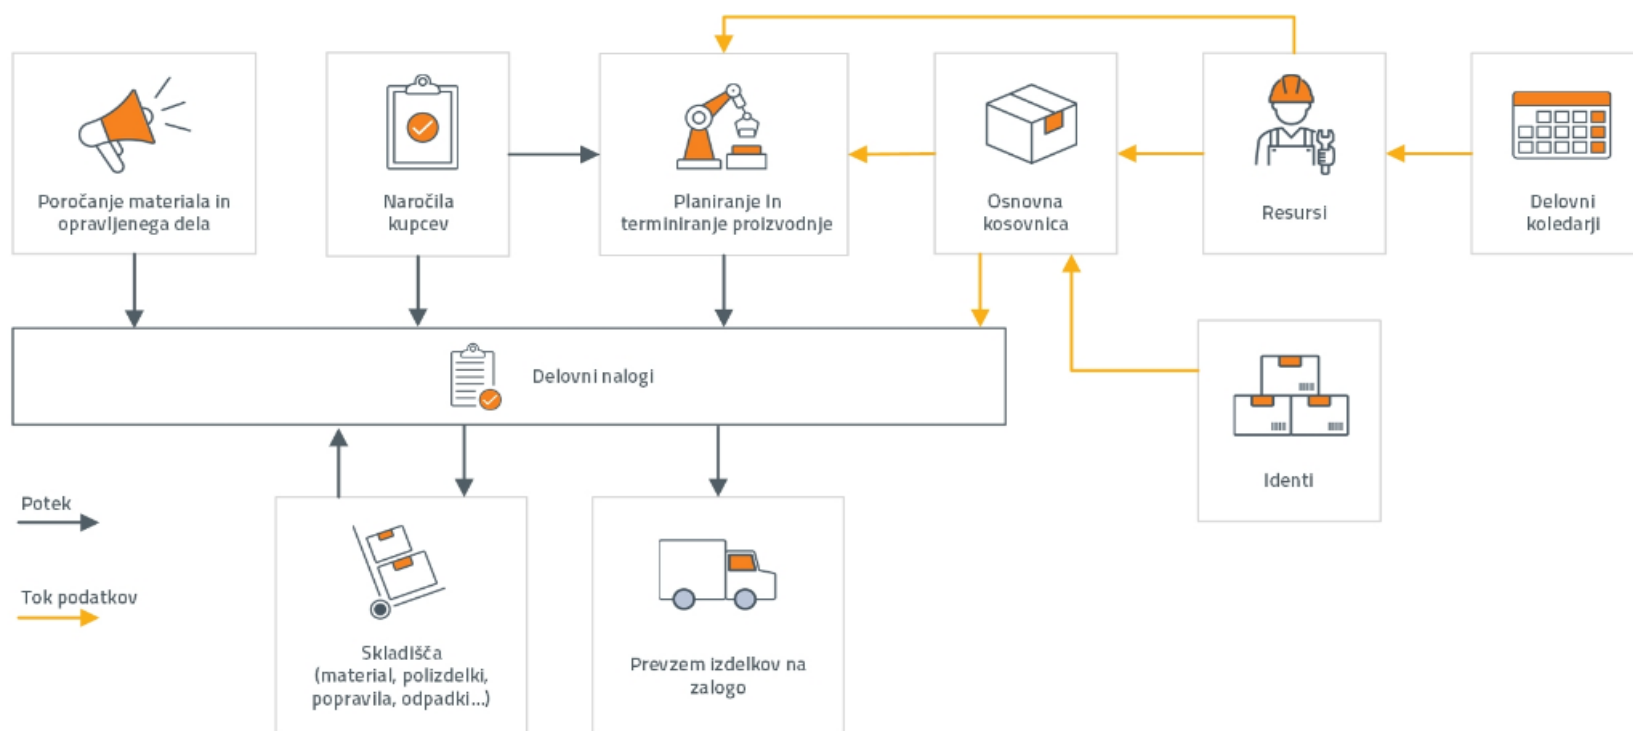 Poročanje materiala in
opravljenega dela
Naročila
kupcev
Planiranje In
terminiranje proizvodnje
Osnovna
kosovnica
Resursi
Delovni
koledarji
Delovni nalogi
Identi
Potek
Tok podatkov
Skladišča
(material, polizdelki,
popravila, odpadki...)
Prevzem izdelkov na
zalogo